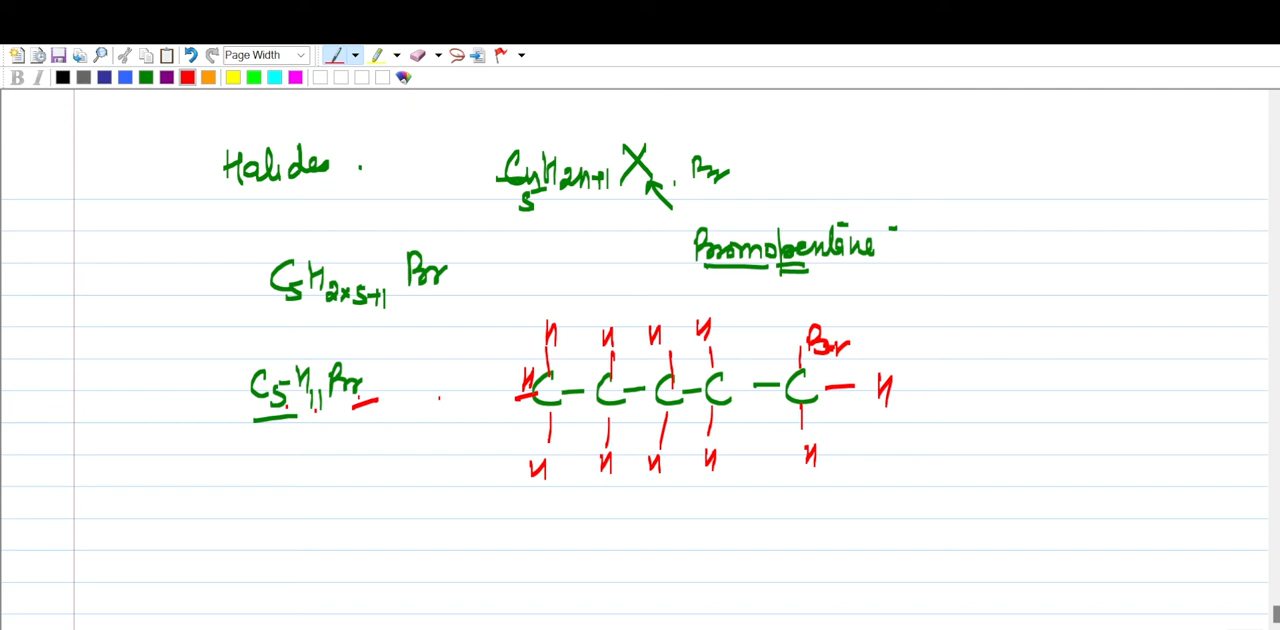 Page Width
B I
Halides . CnH2n+1 X . Br
5
Bromopentane
C5H2×5+1 Br
H H H H Br
C5H11Br H C - C - C - C - C - H
H H H H H